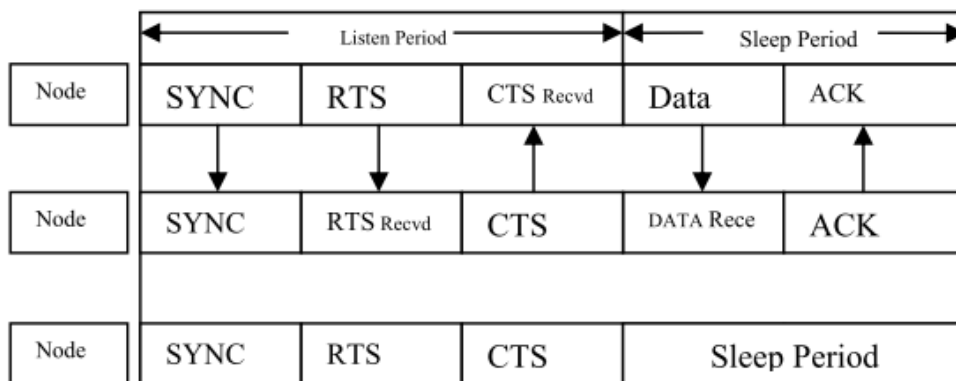 Listen Period Sleep Period
Node SYNC RTS CTS Recvd Data ACK
Node SYNC RTS Recvd CTS DATA Rece ACK
Node SYNC RTS CTS Sleep Period